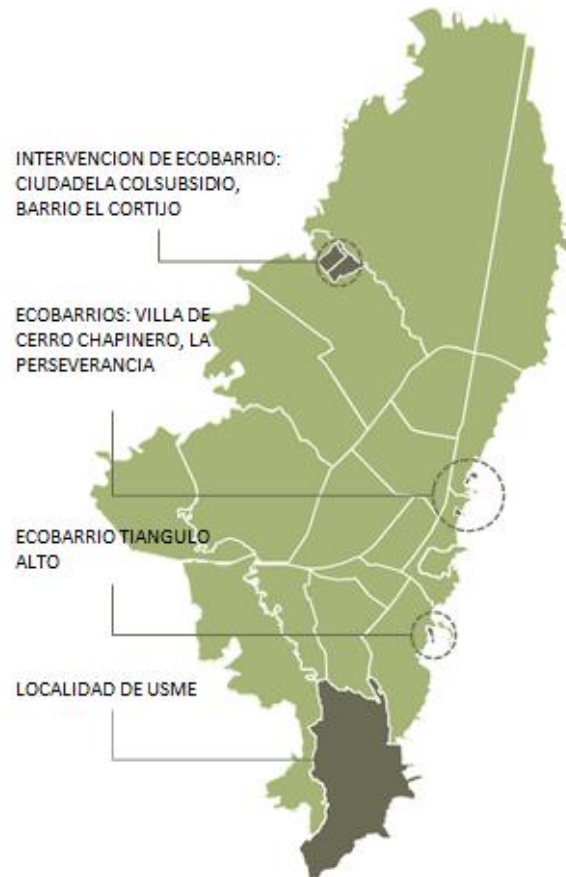 INTERVENCION DE ECOBARRIO:
CIUDADELA COLSUBSIDIO,
BARRIO EL CORTIJO
ECOBARRIOS: VILLA DE
CERRO CHAPINERO, LA
PERSEVERANCIA
ECOBARRIO TIANGULO
ALTO
LOCALIDAD DE USME